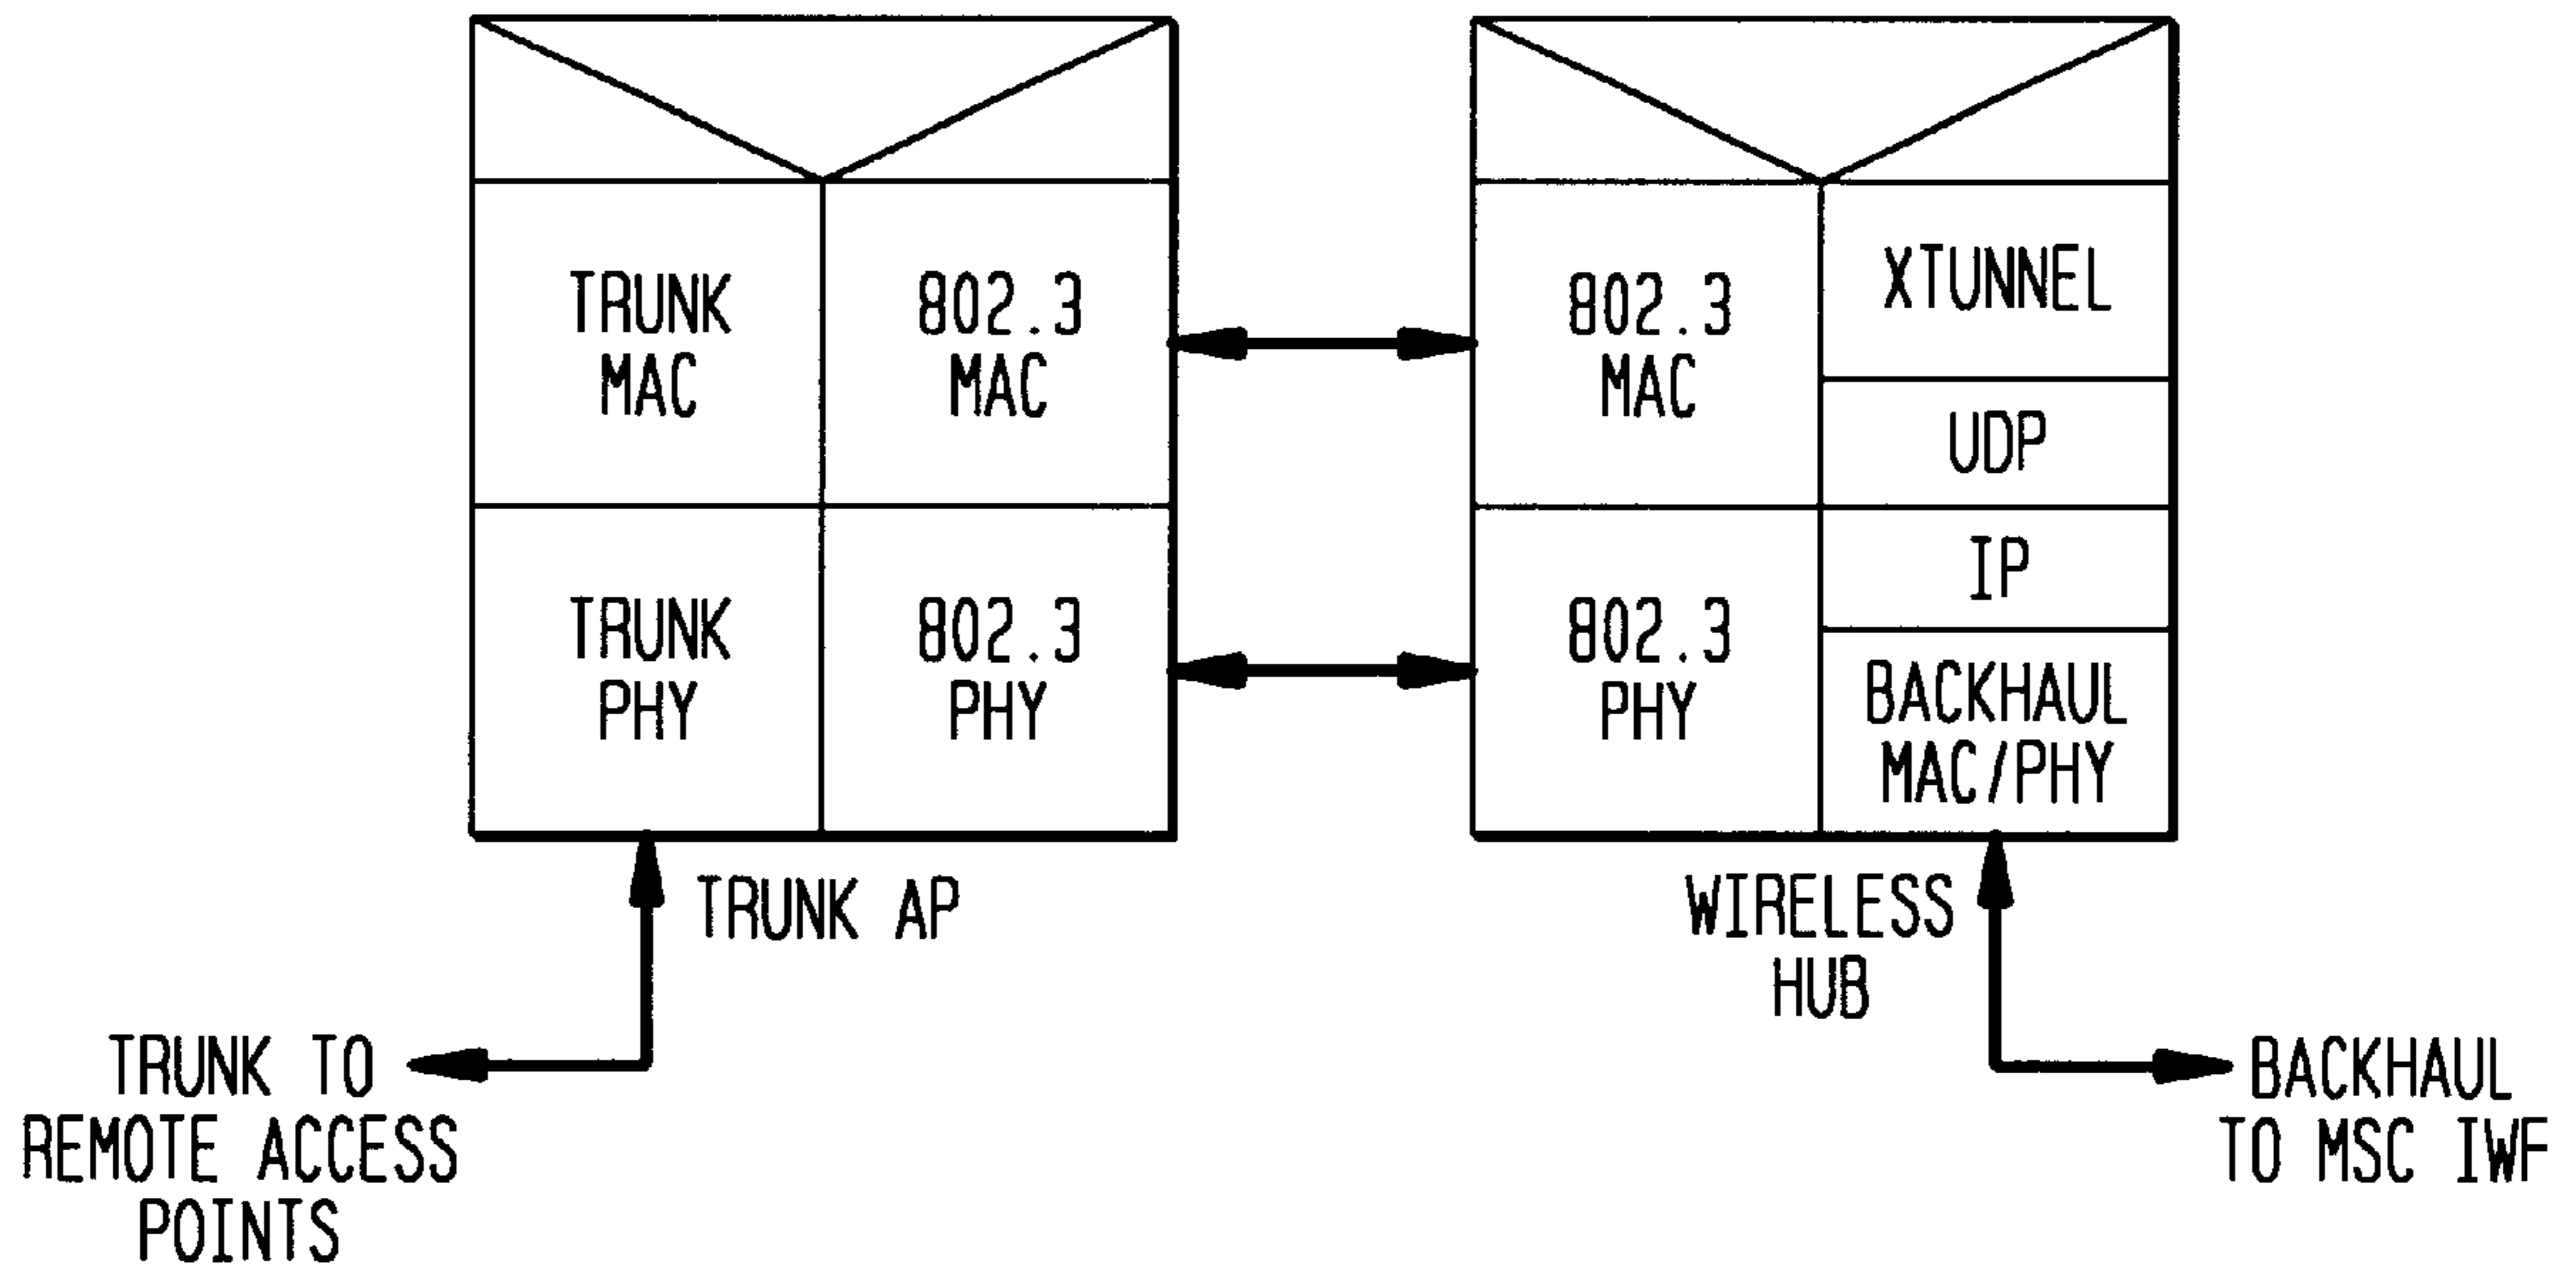 TRUNK
MAC
802.3
MAC
TRUNK
PHY
802.3
PHY
TRUNK AP
TRUNK TO
REMOTE ACCESS
POINTS
802.3
MAC
XTUNNEL
UDP
802.3
PHY
IP
BACKHAUL
MAC/PHY
WIRELESS
HUB
BACKHAUL
TO MSC IWF